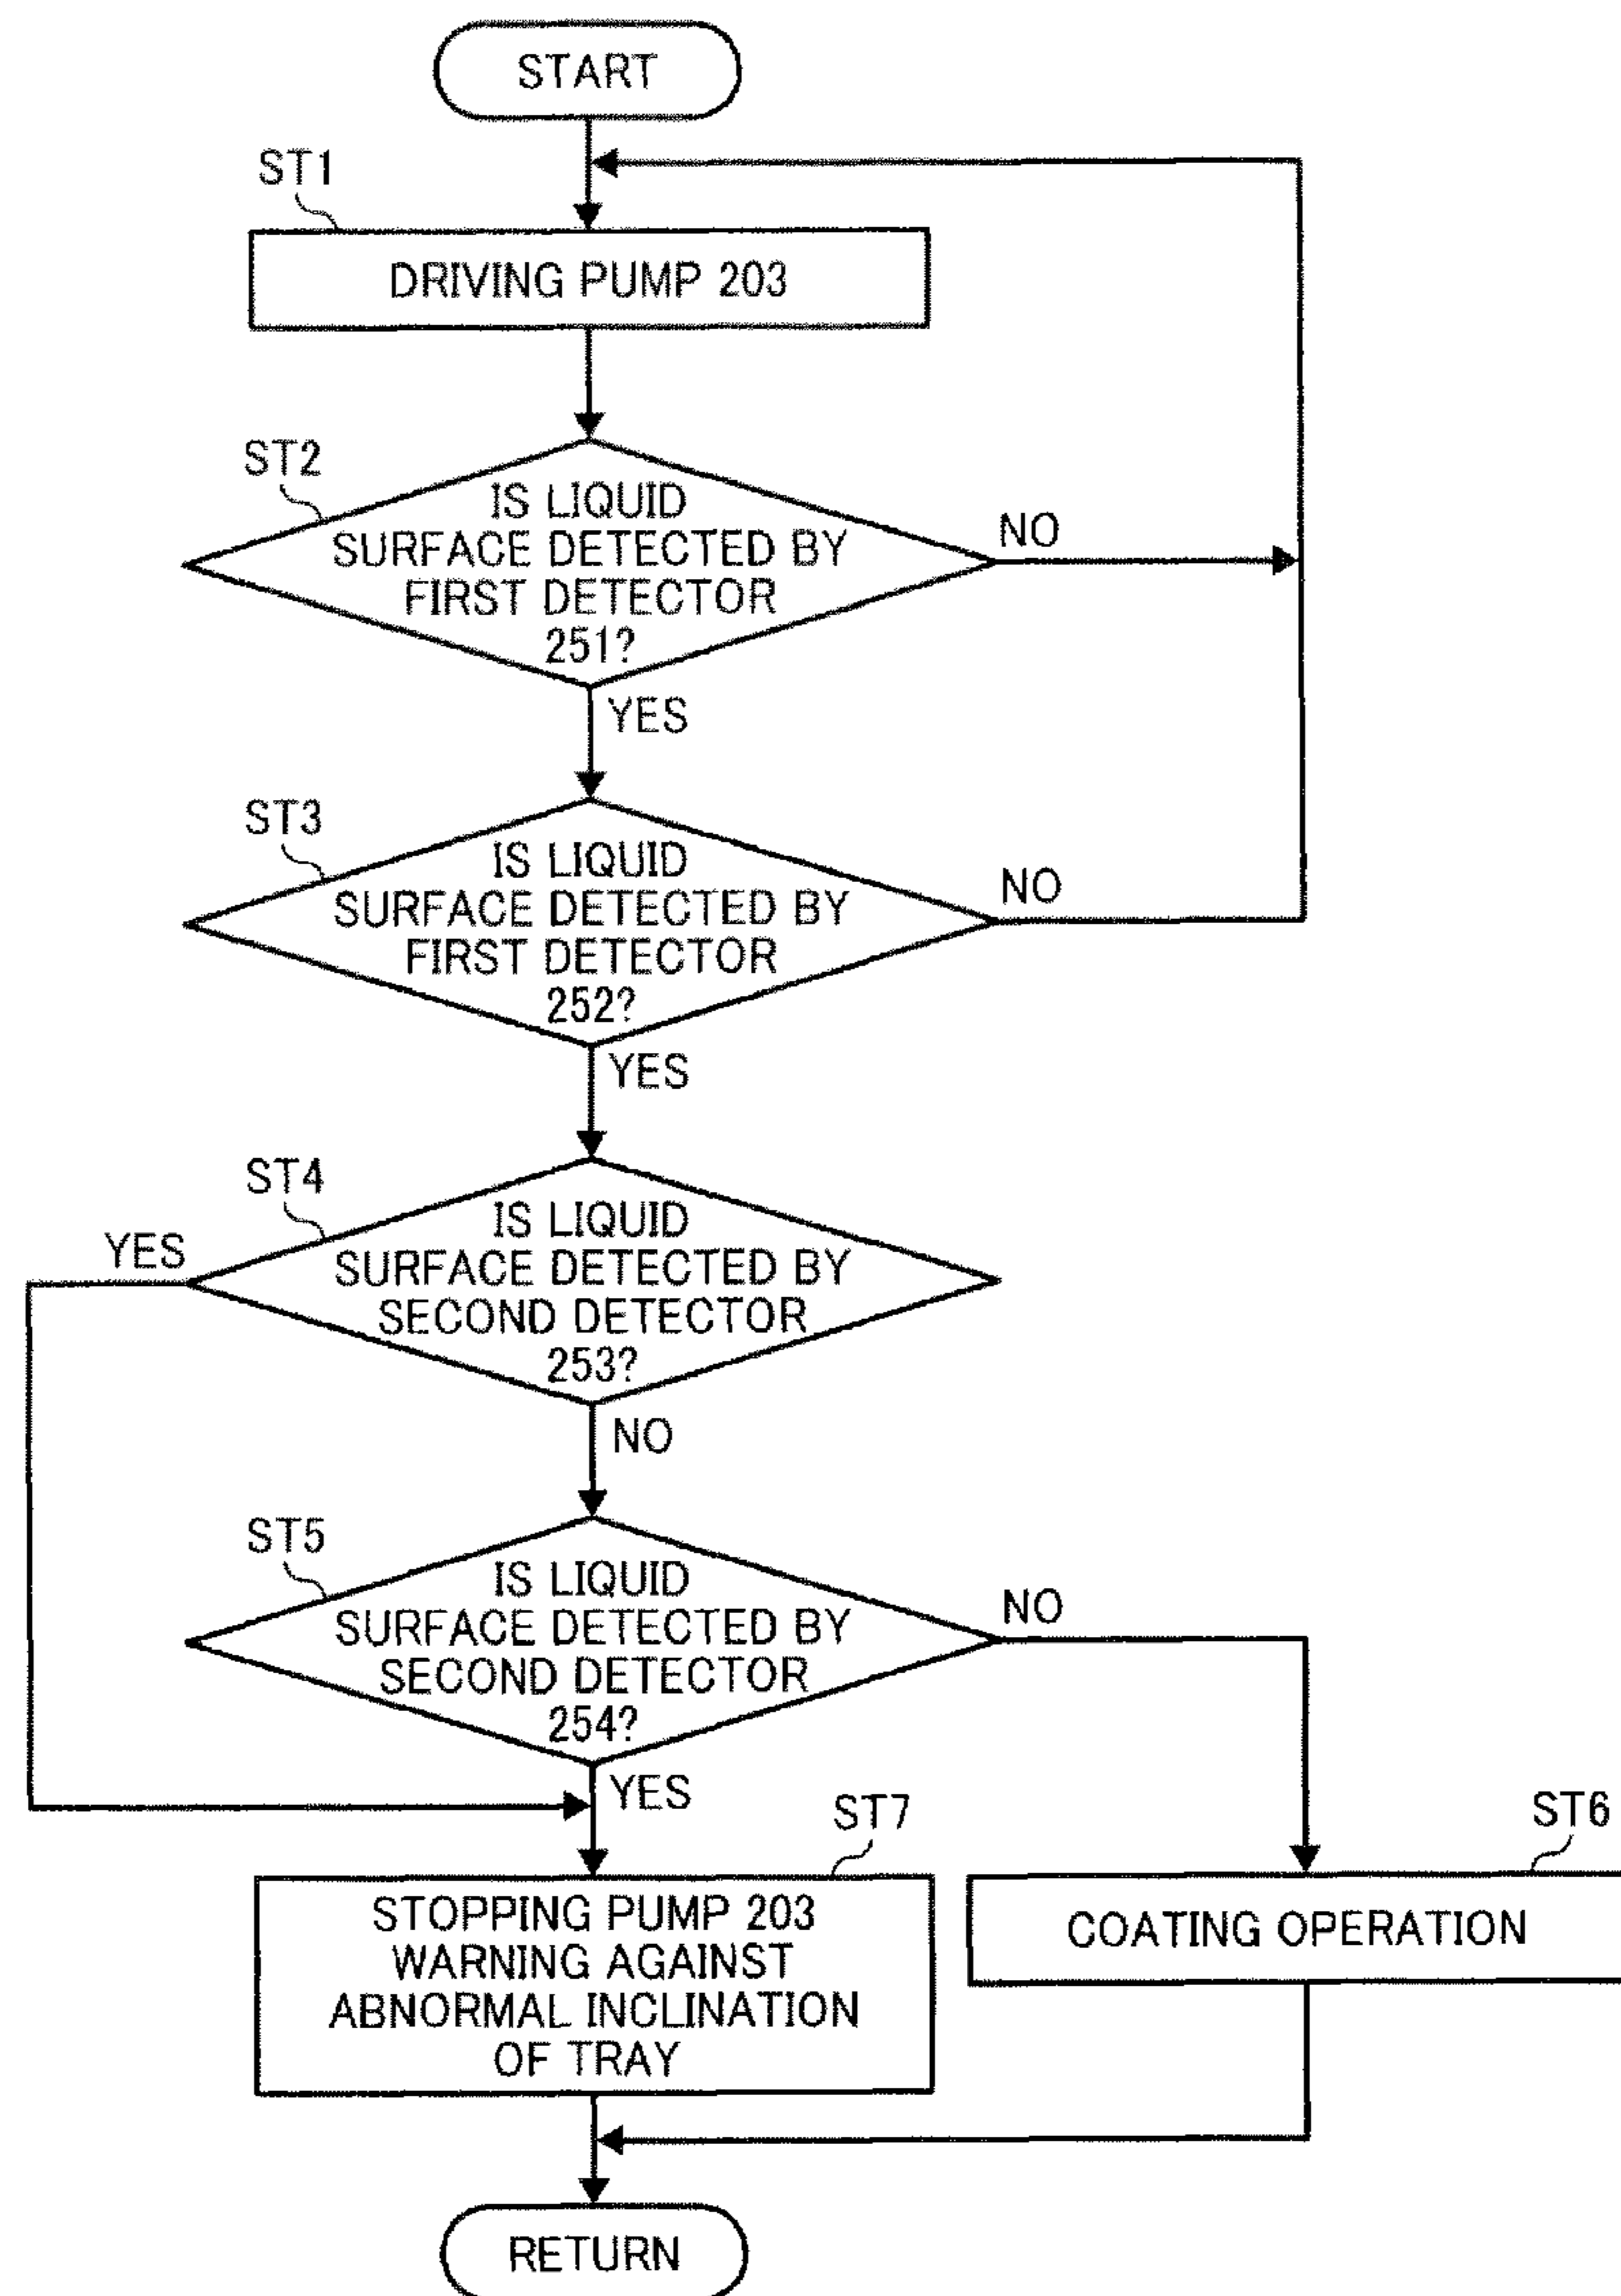 START
ST1
DRIVING PUMP 203
ST2
IS LIQUID
SURFACE DETECTED BY
FIRST DETECTOR
251?
NO
YES
ST3
IS LIQUID
SURFACE DETECTED BY
FIRST DETECTOR
252?
NO
YES
ST4
YES
IS LIQUID
SURFACE DETECTED BY
SECOND DETECTOR
253?
NO
ST5
IS LIQUID
SURFACE DETECTED BY
SECOND DETECTOR
254?
NO
YES
ST7
ST6
STOPPING PUMP 203
WARNING AGAINST
ABNORMAL INCLINATION
OF TRAY
COATING OPERATION
RETURN